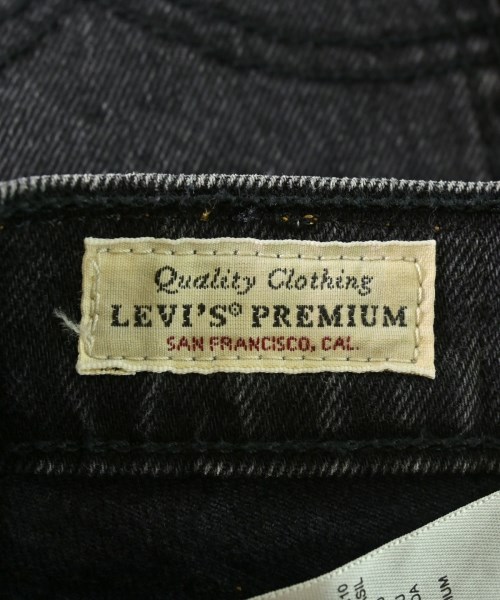 Quality Clothing
LEVI'S® PREMIUM
SAN FRANCISCO, CAL.